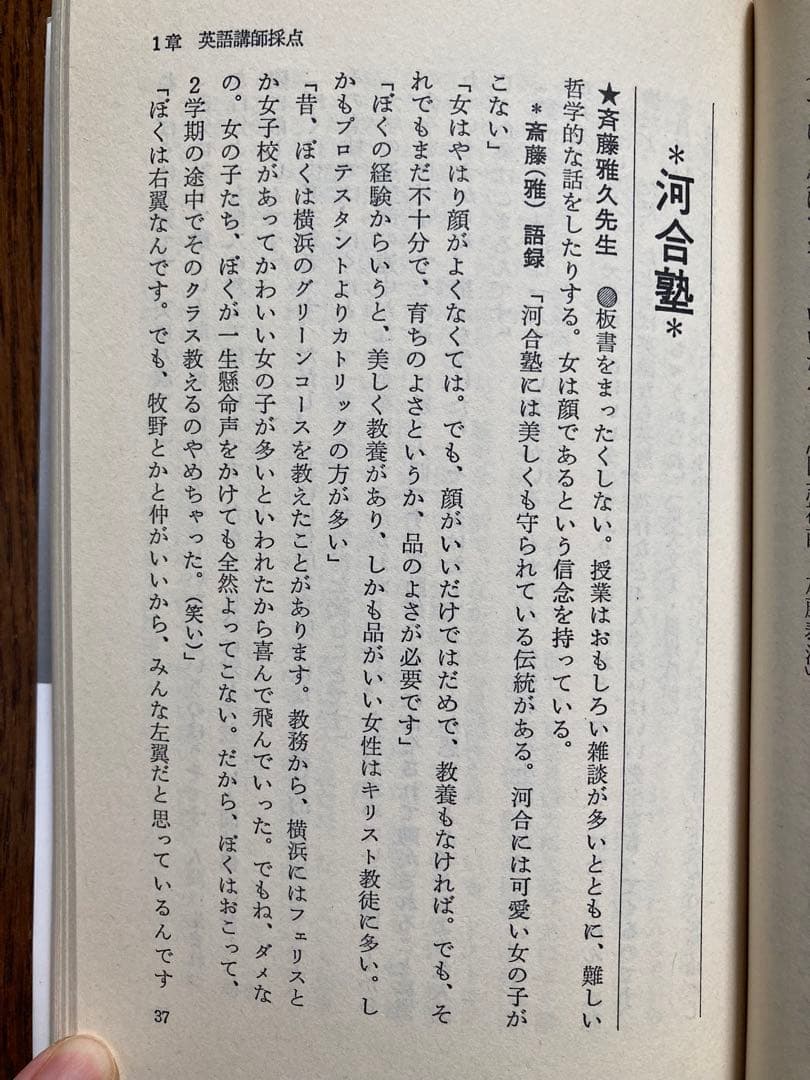 1章　英語講師採点
＊河合塾＊
★斉藤雅久先生　●板書をまったくしない。授業はおもしろい雑談が多いとともに、難しい
哲学的な話をしたりする。女は顔であるという信念を持っている。
＊斎藤(雅)語録　「河合塾には美しくも守られている伝統がある。河合には可愛い女の子が
こない」
「女はやはり顔がよくなくては。でも、顔がいいだけではだめで、教養もなければ。でも、そ
れでもまだ不十分で、育ちのよさというか、品のよさが必要です」
「ぼくの経験からいうと、美しく教養があり、しかも品がいい女性はキリスト教徒に多い。し
かもプロテスタントよりカトリックの方が多い」
「昔、ぼくは横浜のグリーンコースを教えたことがあります。教務から、横浜にはフェリスと
か女子校があってかわいい女の子が多いといわれたから喜んで飛んでいった。でもね、ダメな
の。女の子たち、ぼくが一生懸命声をかけても全然よってこない。だから、ぼくはおこって、
2学期の途中でそのクラス教えるのやめちゃった。(笑い)」
「ぼくは右翼なんです。でも、牧野とかと仲がいいから、みんな左翼だと思っているんです
37